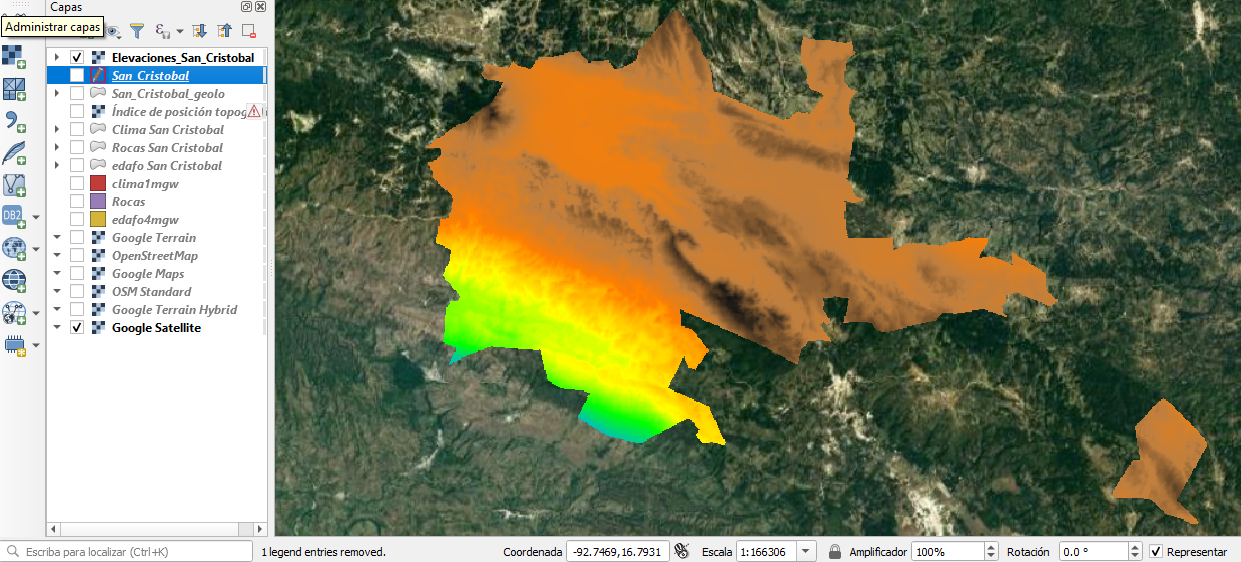 Capas
Administrar capas
Elevaciones_San_Cristobal
San_Cristobal
San_Cristobal_geolo
Índice de posición topog
Clima San Cristobal
Rocas San Cristobal
edafo San Cristobal
clima1mgw
Rocas
edafo4mgw
Google Terrain
OpenStreetMap
Google Maps
OSM Standard
Google Terrain Hybrid
Google Satellite
DB2
Escriba para localizar (Ctrl+K)
1 legend entries removed.
Coordenada
-92.7469,16.7931
Escala
1:166306
Amplificador
100%
Rotación
0.0 °
Representar